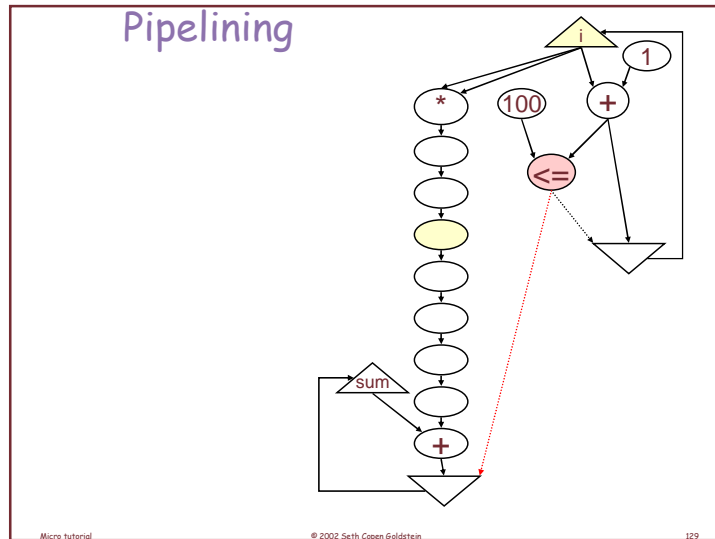 Pipelining
i
1
*
100
+
<=
sum
+
Micro tutorial
© 2002 Seth Copen Goldstein
129